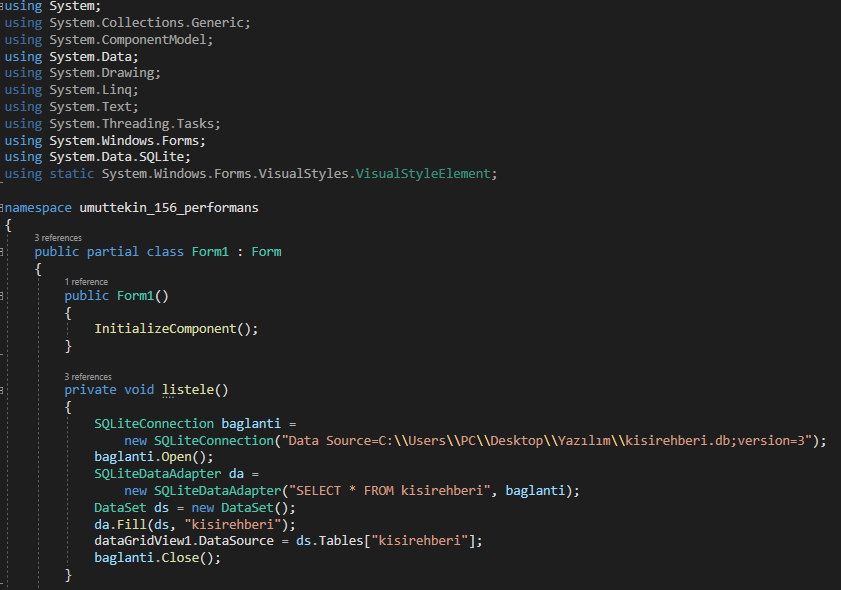 using System;
using System.Collections.Generic;
using System.ComponentModel;
using System.Data;
using System.Drawing;
using System.Linq;
using System.Text;
using System.Threading.Tasks;
using System.Windows.Forms;
using System.Data.SQLite;
using static System.Windows.Forms.VisualStyles.VisualStyleElement;
namespace umuttekin_156_performans
{
3 references
public partial class Form1 : Form
{
1 reference
public Form1()
{
InitializeComponent();
}
3 references
private void listele()
{
SQLiteConnection baglanti =
new SQLiteConnection("Data Source=C:\\Users\\PC\\Desktop\\Yazılım\\kisirehberi.db;version=3");
baglanti.Open();
SQLiteDataAdapter da =
new SQLiteDataAdapter("SELECT * FROM kisirehberi", baglanti);
DataSet ds = new DataSet();
da.Fill(ds, "kisirehberi");
dataGridView1.DataSource = ds.Tables["kisirehberi"];
baglanti.Close();
}